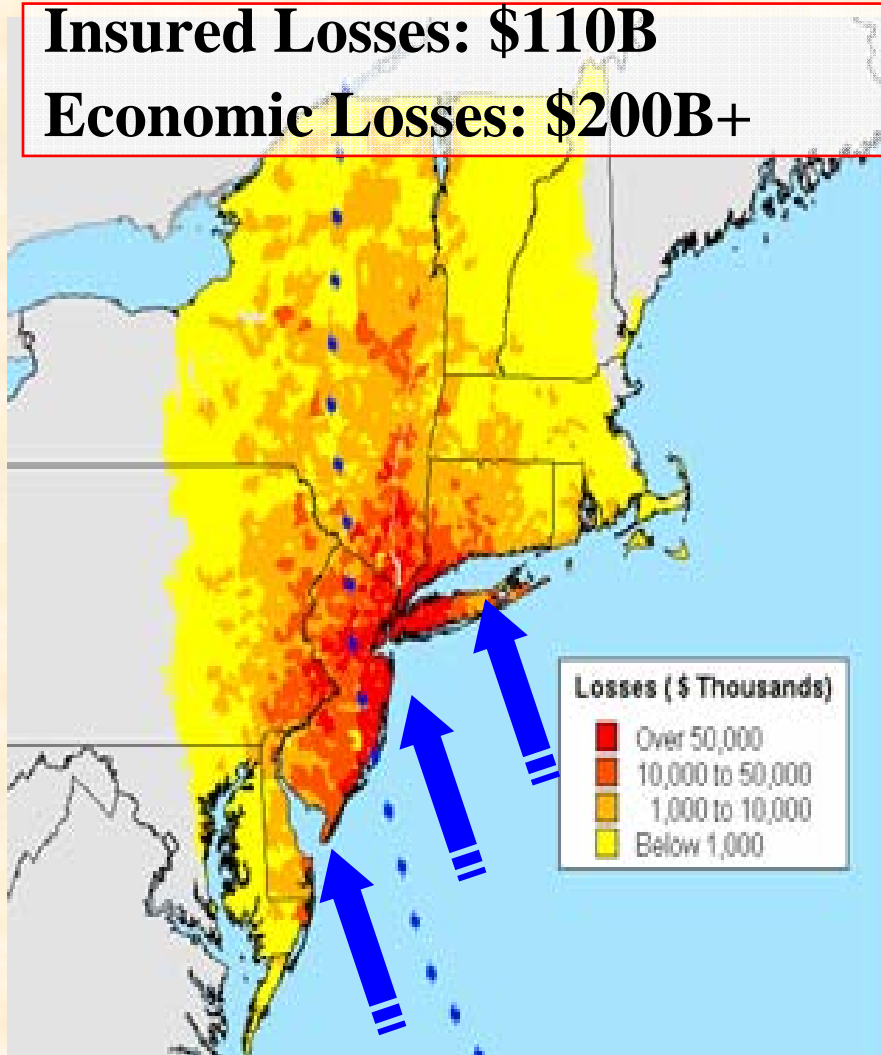 Insured Losses: $110B
Economic Losses: $200B+
Losses ( $ Thousands)
Over 50,000
10,000 to 50,000
1,000 to 10,000
Below 1,000